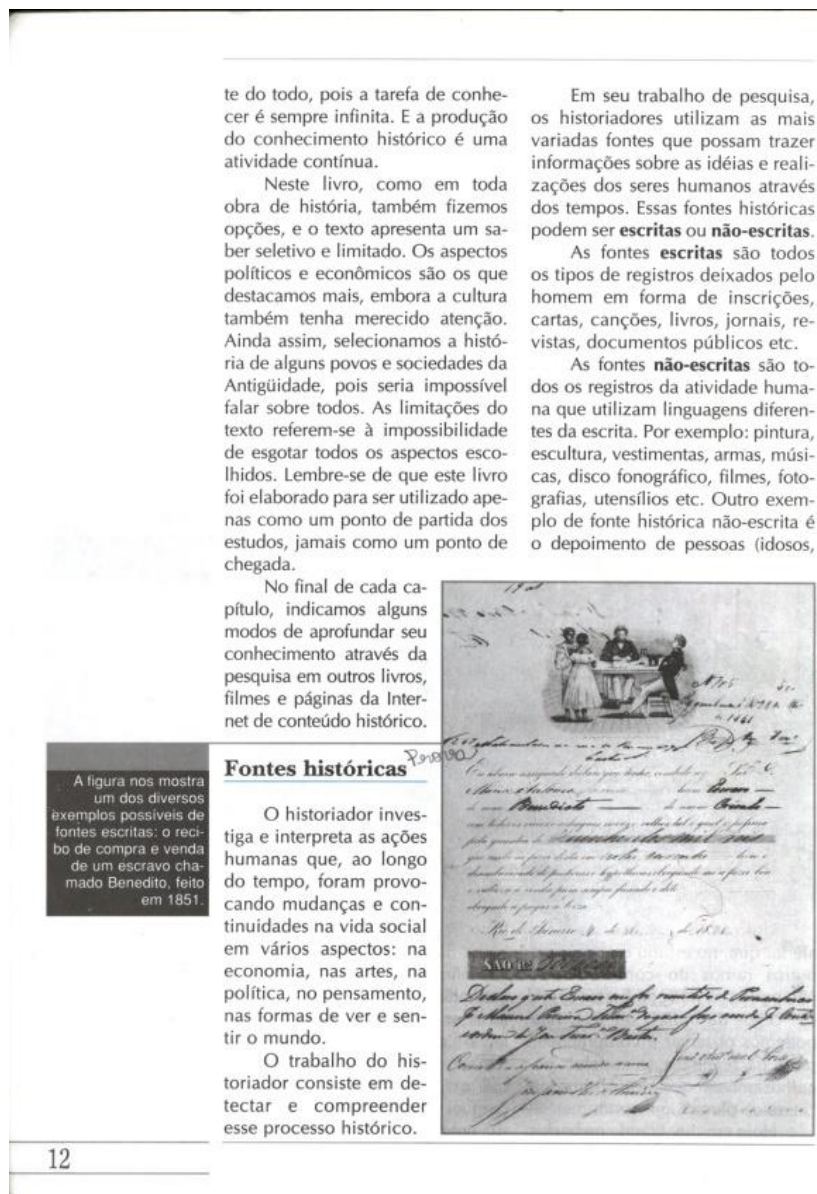 te do todo, pois a tarefa de conhe-
cer é sempre infinita. E a produção
do conhecimento histórico é uma
atividade contínua.
Neste livro, como em toda
obra de história, também fizemos
opções, e o texto apresenta um sa-
ber seletivo e limitado. Os aspectos
políticos e econômicos são os que
destacamos mais, embora a cultura
também tenha merecido atenção.
Ainda assim, selecionamos a histó-
ria de alguns povos e sociedades da
Antigüidade, pois seria impossível
falar sobre todos. As limitações do
texto referem-se à impossibilidade
de esgotar todos os aspectos esco-
lhidos. Lembre-se de que este livro
foi elaborado para ser utilizado ape-
nas como um ponto de partida dos
estudos, jamais como um ponto de
chegada.
No final de cada ca-
pítulo, indicamos alguns
modos de aprofundar seu
conhecimento através da
pesquisa em outros livros,
filmes e páginas da Inter-
net de conteúdo histórico.
Fontes históricas
Prova
O historiador inves-
tiga e interpreta as ações
humanas que, ao longo
do tempo, foram provo-
cando mudanças e con-
tinuidades na vida social
em vários aspectos: na
economia, nas artes, na
política, no pensamento,
nas formas de ver e sen-
tir o mundo.
O trabalho do his-
toriador consiste em de-
tectar e compreender
esse processo histórico.
Em seu trabalho de pesquisa,
os historiadores utilizam as mais
variadas fontes que possam trazer
informações sobre as idéias e reali-
zações dos seres humanos através
dos tempos. Essas fontes históricas
podem ser escritas ou não-escritas.
As fontes escritas são todos
os tipos de registros deixados pelo
homem em forma de inscrições,
cartas, canções, livros, jornais, re-
vistas, documentos públicos etc.
As fontes não-escritas são to-
dos os registros da atividade huma-
na que utilizam linguagens diferen-
tes da escrita. Por exemplo: pintura,
escultura, vestimentas, armas, músi-
cas, disco fonográfico, filmes, foto-
grafias, utensílios etc. Outro exem-
plo de fonte histórica não-escrita é
o depoimento de pessoas (idosos,
A figura nos mostra
um dos diversos
exemplos possíveis de
fontes escritas: o reci-
bo de compra e venda
de um escravo cha-
mado Benedito, feito
em 1851.
Benedicto
Rio de Janeiro
SÃO R:
12